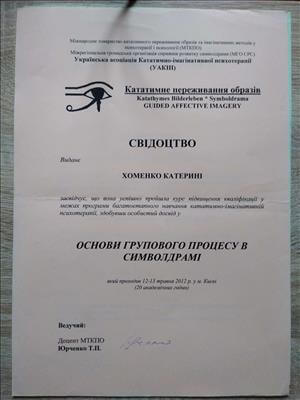 Міжнародне товариство кататимного переживання образів та імагінативних методів у
психотерапії і психології (МТКПО)
Міжрегіональна громадська організація сприяння розвитку символдрами (МГО СРС)
Українська асоціація Кататимно-імагінативної психотерапії
(УАКІП)
Кататимне переживання образів
Katathymes Bilderleben * Symboldrama
GUIDED AFFECTIVE IMAGERY
СВІДОЦТВО
Видане
ХОМЕНКО КАТЕРИНІ
засвідчує, що вона успішно пройшла курс підвищення кваліфікації у
межах програми багатоетапного навчання кататимно-імагінативній
психотерапії, здобувши особистий досвід у
ОСНОВИ ГРУПОВОГО ПРОЦЕСУ В
СИМВОЛДРАМІ
який проходив 12-13 травня 2012 р. у м. Києві
(20 академічних годин)
Ведучий:
Доцент МТКПО
Юрченко Т.П.